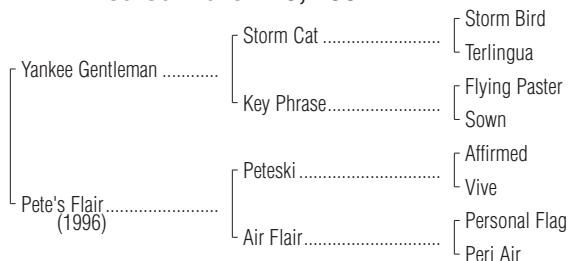 Storm Bird
Storm Cat ........................
Terlingua
Yankee Gentleman ............
Flying Paster
Key Phrase.......................
Sown
Affirmed
Peteski .............................
Vive
Pete's Flair........................
(1996)
Personal Flag
Air Flair............................
Peri Air